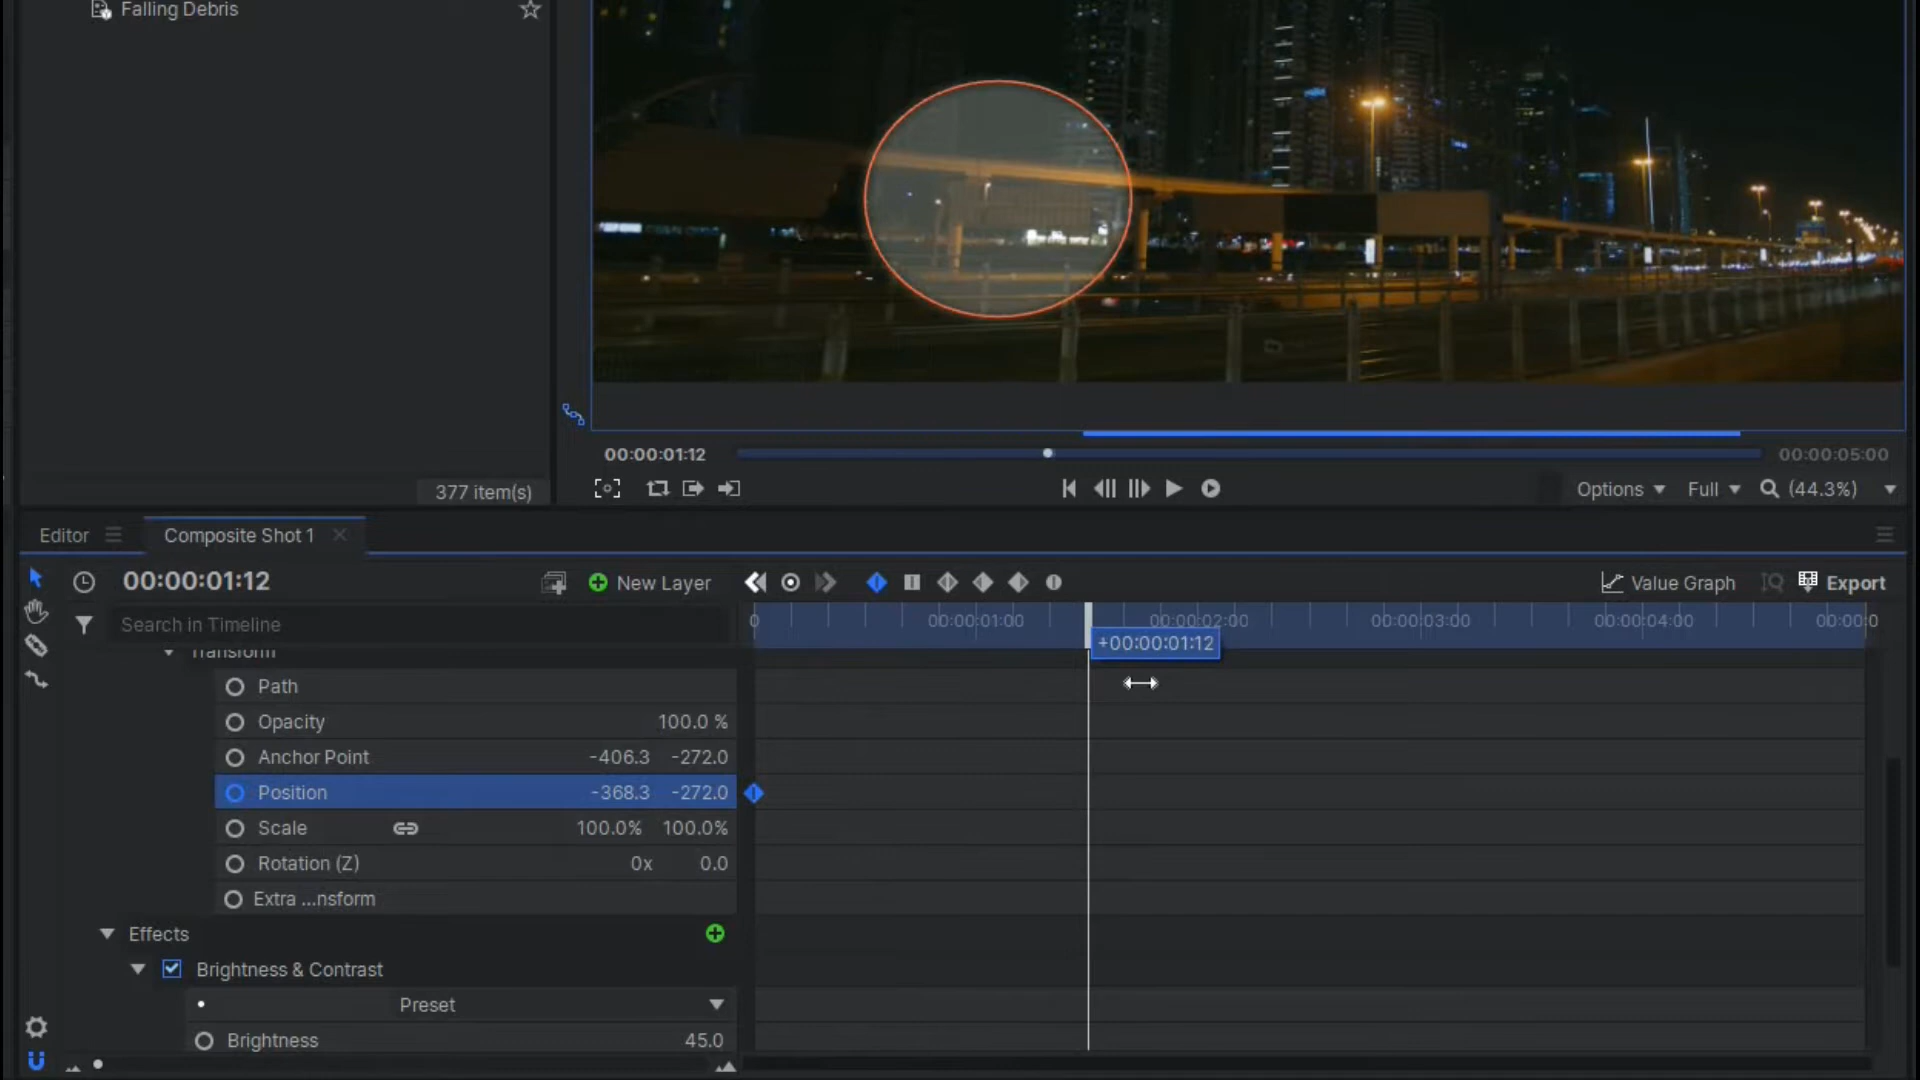 Falling Debris
377 item(s)
00:00:01:12
00:00:05:00
Options
Full
(44.3%)
Editor
Composite Shot 1
00:00:01:12
New Layer
Value Graph
Export
Search in Timeline
0
00:00:01:00
00:00:02:00
00:00:03:00
00:00:04:00
00:00:0
+00:00:01:12
Transform
Path
Opacity 100.0 %
Anchor Point -406.3 -272.0
Position -368.3 -272.0
Scale 100.0% 100.0%
Rotation (Z) 0x 0.0
Extra ...nsform
Effects
Brightness & Contrast
Preset
Brightness 45.0